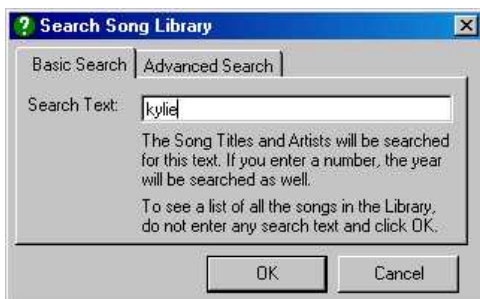 Search Song Library
Basic Search Advanced Search
Search Text: kylie
The Song Titles and Artists will be searched
for this text. If you enter a number, the year
will be searched as well.
To see a list of all the songs in the Library,
do not enter any search text and click OK.
OK Cancel